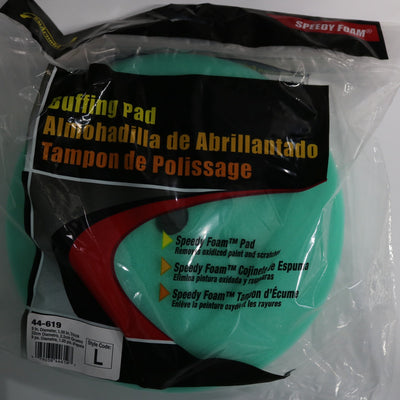 SPEEDY FOAM®
Buffing Pad
Almohadilla de Abrillantado
Tampon de Polissage
Speedy Foam™ Pad
Removes oxidized paint and scratches
Speedy Foam™ Cojinete de Espuma
Elimina pintura oxidada y raspaduras
Speedy Foam™ Tampon d'Écume
Enlève la peinture oxydée et les rayures
44-619
Style Code:
L